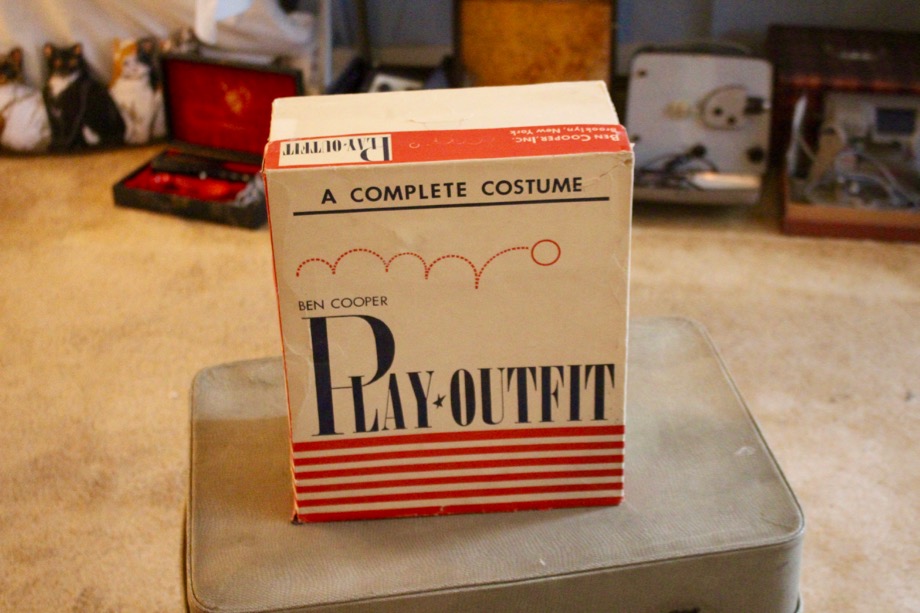 BEN COOPER, INC.
Brooklyn, New York
PLAY-OUTFIT
A COMPLETE COSTUME
BEN COOPER
PLAY★OUTFIT